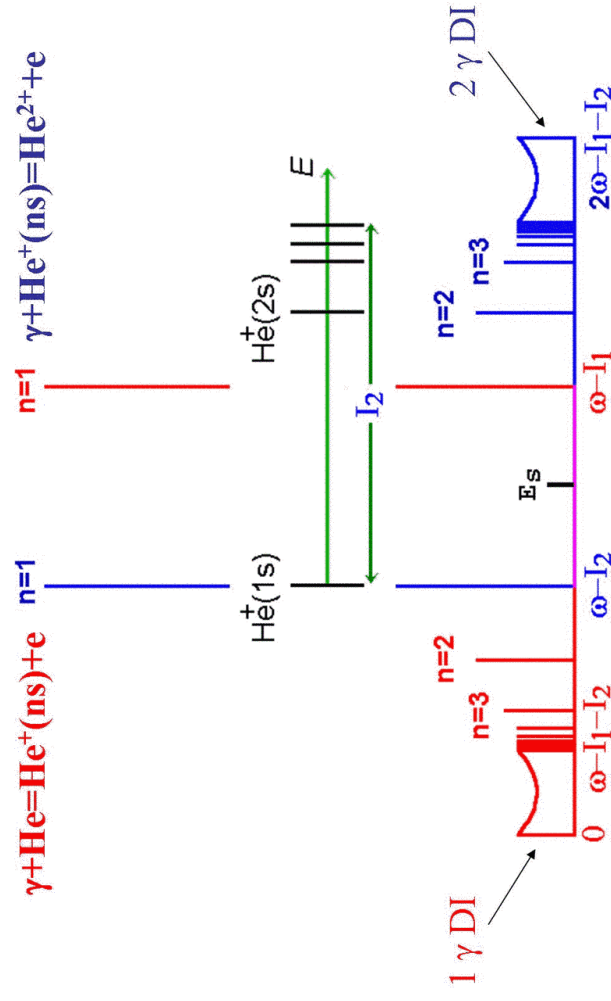 γ+He=He⁺(ns)+e
γ+He⁺(ns)=He²⁺+e
n=1
n=1
He⁺(1s)
He⁺(2s)
E
I₂
1 γ DI
n=3
n=2
Es
n=2
n=3
2 γ DI
0
ω–I₁–I₂
ω–I₂
ω–I₁
2ω–I₁–I₂